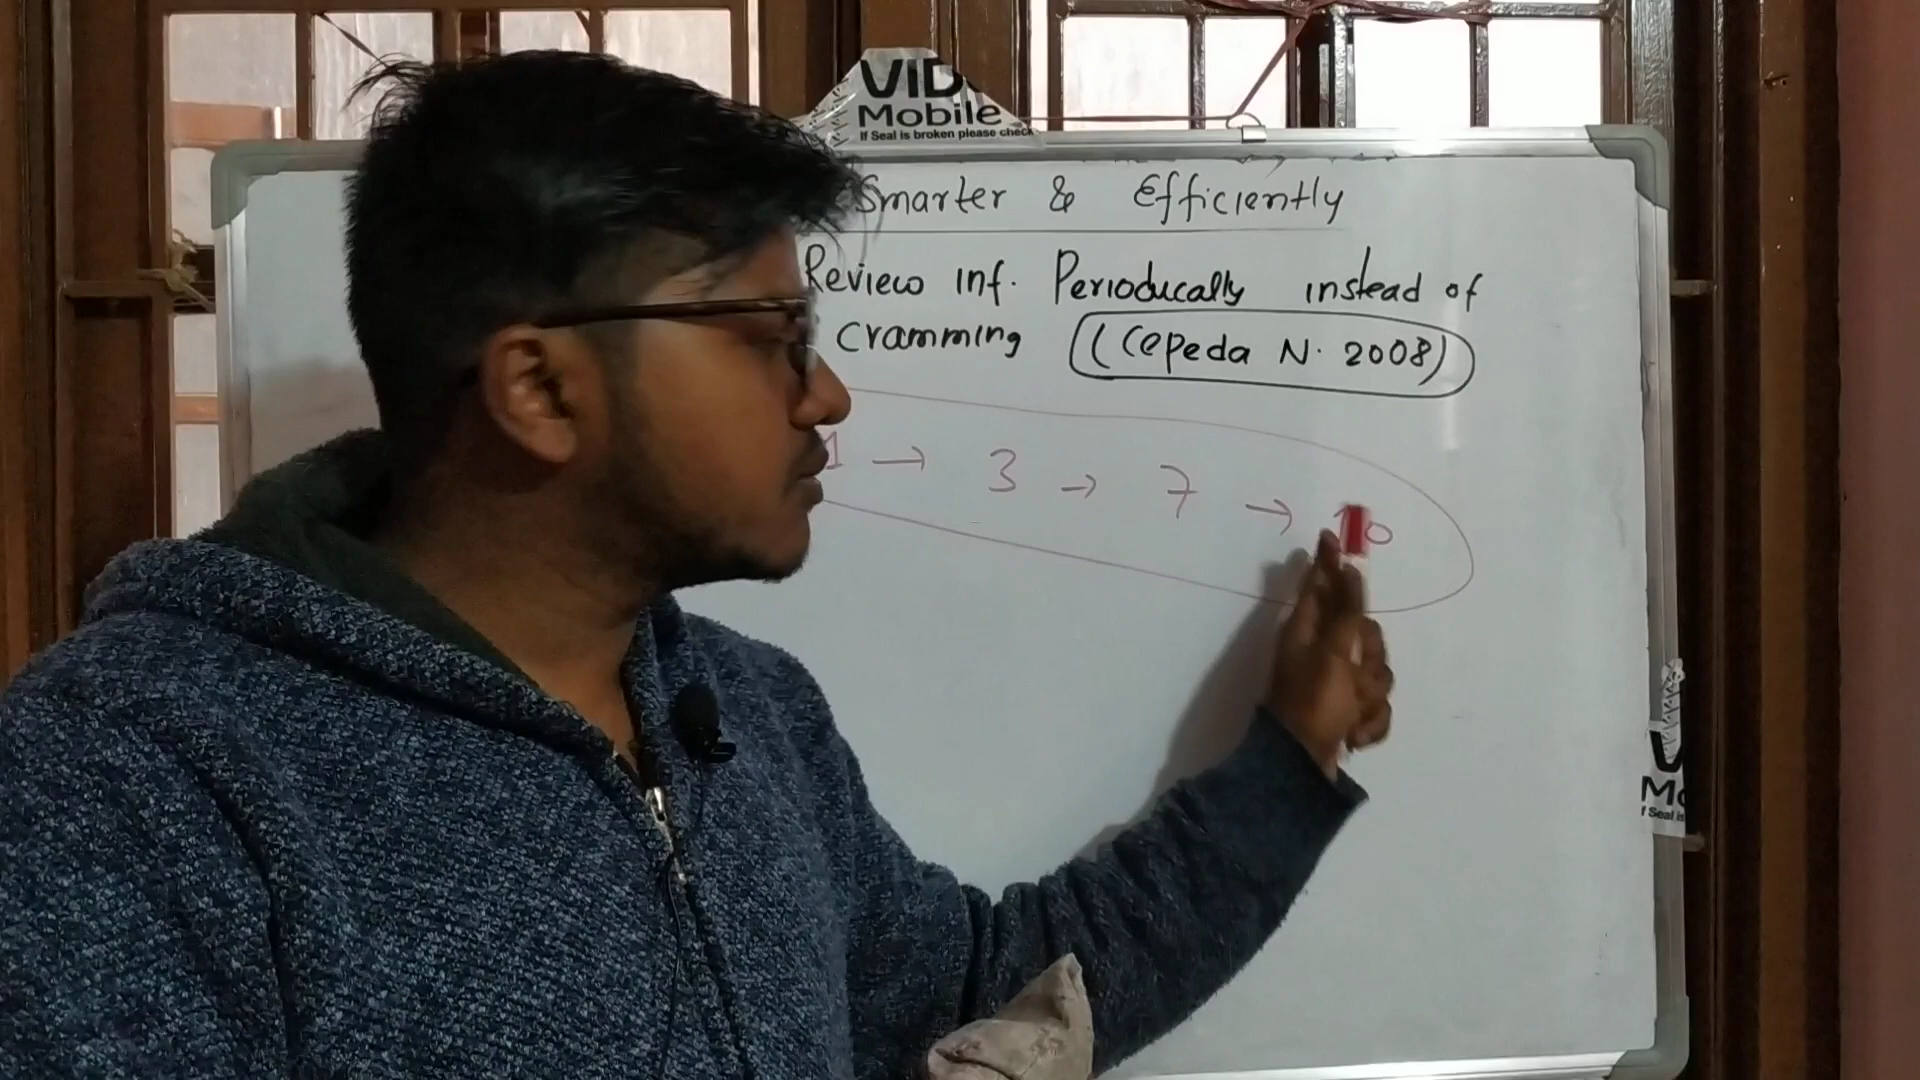 VID
Mobile
If Seal is broken please check
Smarter & Efficiently
Review inf. Periodically instead of
cramming (Cepeda N. 2008)
1 → 3 → 7 → 10